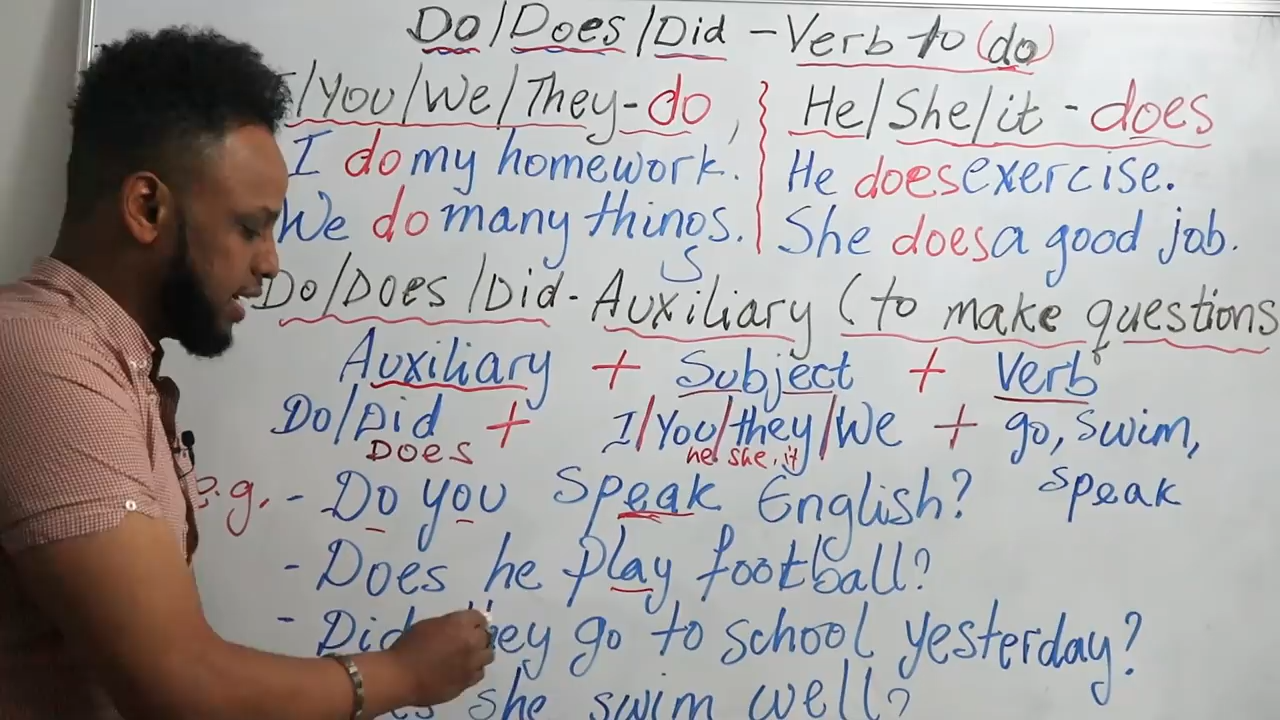 Do/Does/Did - Verb to (do)
I/You/We/They-do, He/She/it - does
I do my homework. He does exercise.
We do many thinos. She does a good job.
s
Do/Does/Did - Auxiliary (to make questions
Auxiliary + Subject + Verb
Do/Did + I/You/they/We + go, swim,
Does he she, it
e.g. - Do you speak English? speak
- Does he play football?
- Did they go to school yesterday?
she swim well?